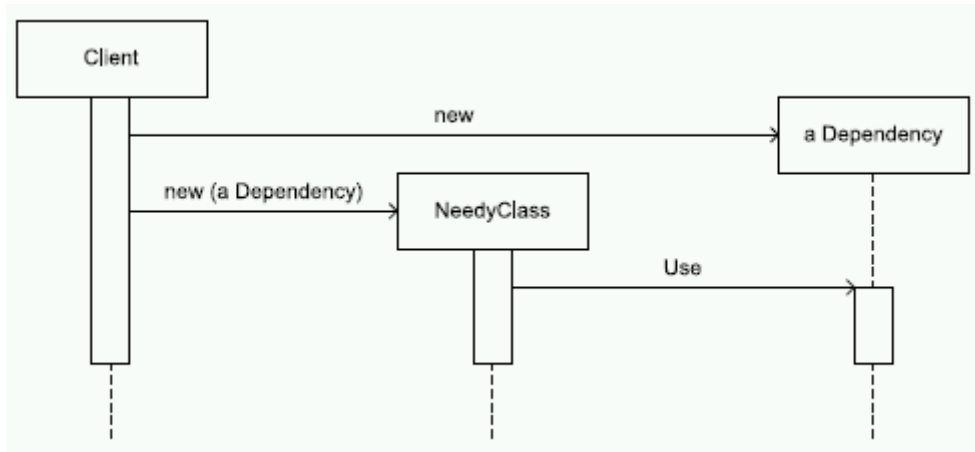 Client
new
a Dependency
new (a Dependency)
NeedyClass
Use